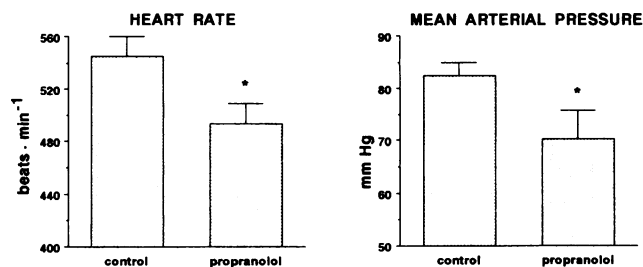 HEART RATE
beats · min⁻¹
560
520
480
440
400
*
control propranolol
MEAN ARTERIAL PRESSURE
mm Hg
90
80
70
60
50
*
control propranolol